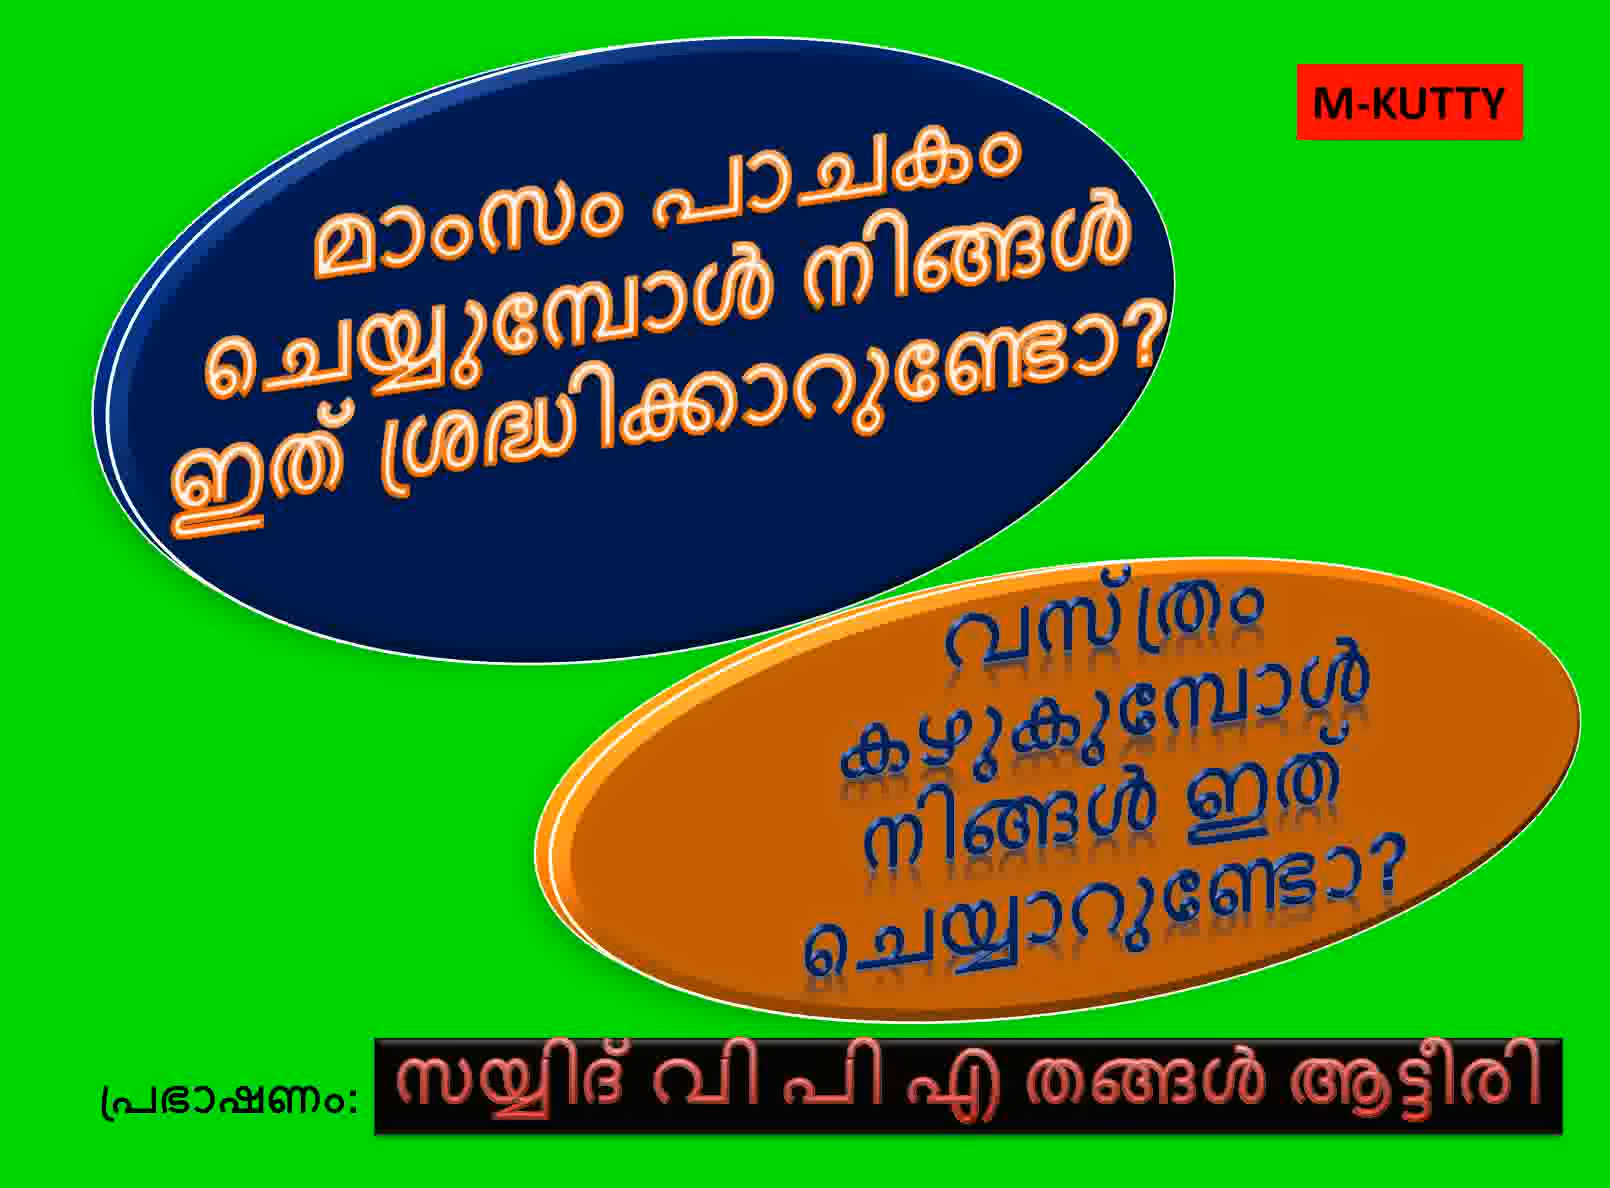 M-KUTTY
മാംസം പാചകം
ചെയ്യുമ്പോൾ നിങ്ങൾ
ഇത് ശ്രദ്ധിക്കാറുണ്ടോ?
വസ്ത്രം
കഴുകുമ്പോൾ
നിങ്ങൾ ഇത്
ചെയ്യാറുണ്ടോ?
പ്രഭാഷണം: സയ്യിദ് വി പി എ തങ്ങൾ ആട്ടീരി